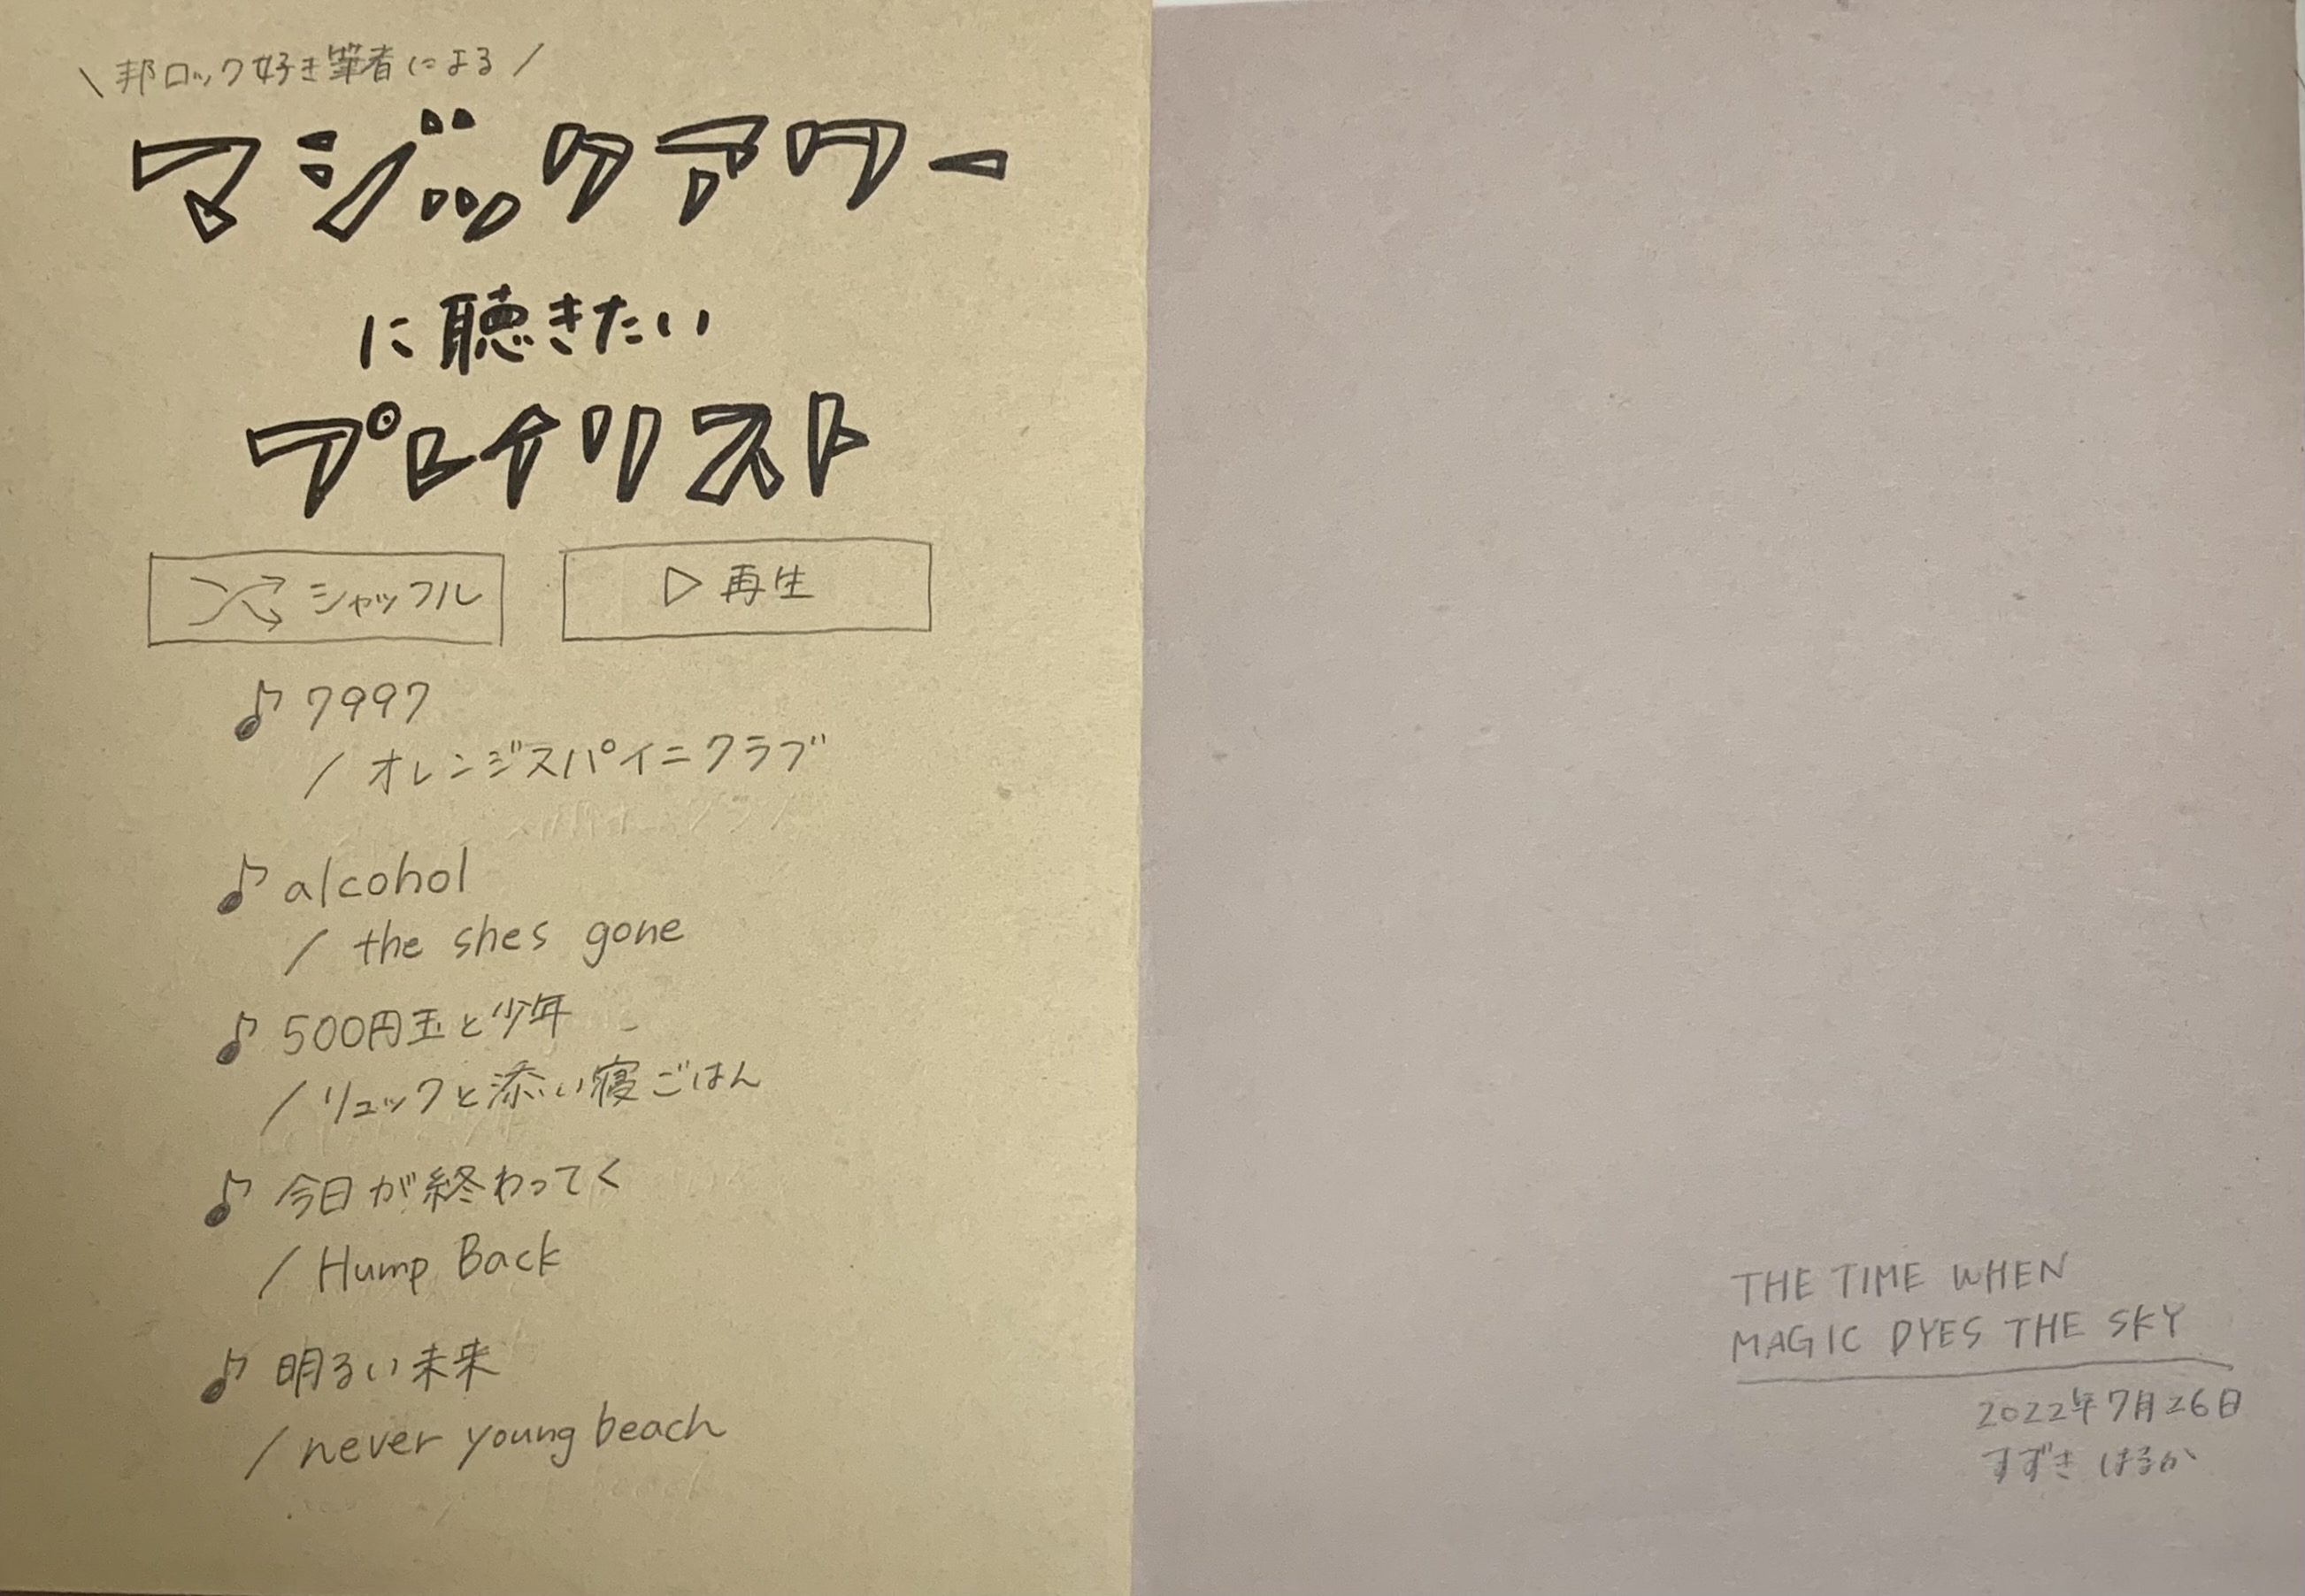 \ 邦ロック好き筆者による /
マジックアワー
に聴きたい
プレイリスト
シャッフル
▷ 再生
♪ 7997
/ オレンジスパイニクラブ
♪ alcohol
/ the shes gone
♪ 500円玉と少年
/ リュックと添い寝ごはん
♪ 今日が終わってく
/ Hump Back
♪ 明るい未来
/ never young beach
THE TIME WHEN
MAGIC DYES THE SKY
2022年7月26日
すずき はるか